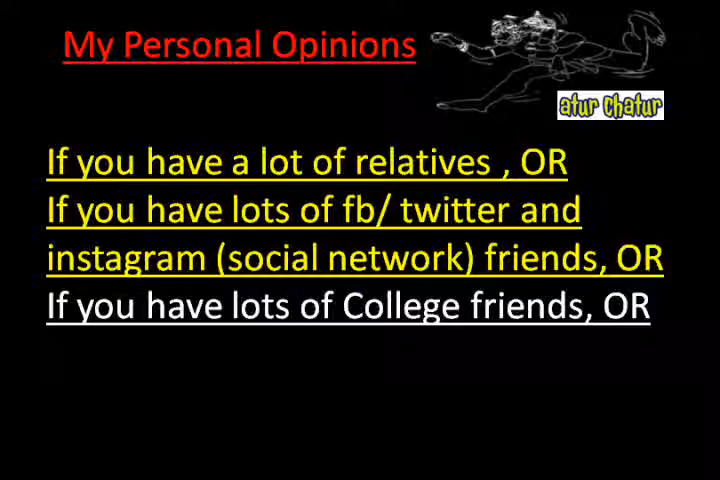 My Personal Opinions
atur chatur
If you have a lot of relatives , OR
If you have lots of fb/ twitter and
instagram (social network) friends, OR
If you have lots of College friends, OR